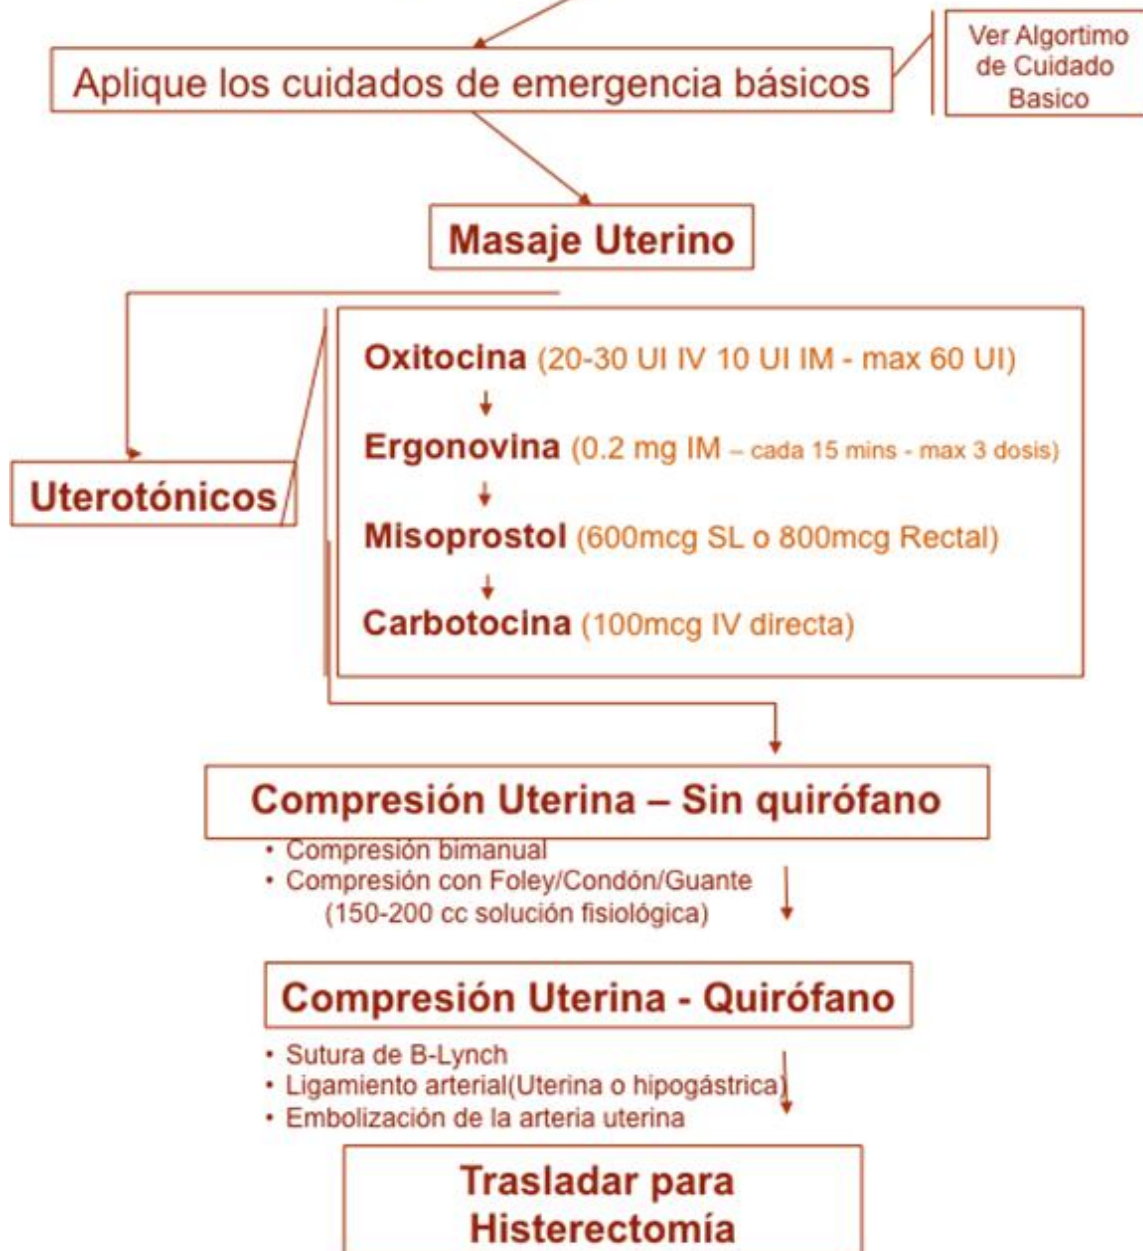 Aplique los cuidados de emergencia básicos
Ver Algortimo
de Cuidado
Basico
Masaje Uterino
Uterotónicos
Oxitocina (20-30 UI IV 10 UI IM - max 60 UI)
Ergonovina (0.2 mg IM – cada 15 mins - max 3 dosis)
Misoprostol (600mcg SL o 800mcg Rectal)
Carbotocina (100mcg IV directa)
Compresión Uterina – Sin quirófano
• Compresión bimanual
• Compresión con Foley/Condón/Guante
(150-200 cc solución fisiológica)
Compresión Uterina - Quirófano
• Sutura de B-Lynch
• Ligamiento arterial(Uterina o hipogástrica)
• Embolización de la arteria uterina
Trasladar para
Histerectomía